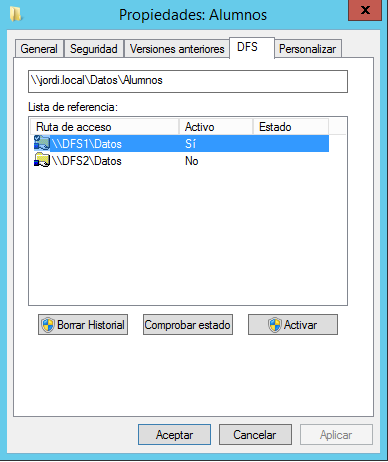 Propiedades: Alumnos
x
General Seguridad Versiones anteriores DFS Personalizar
\\jordi.local\Datos\Alumnos
Lista de referencia:
Ruta de acceso Activo Estado
\\DFS1\Datos Sí
\\DFS2\Datos No
Borrar Historial Comprobar estado Activar
Aceptar Cancelar Aplicar